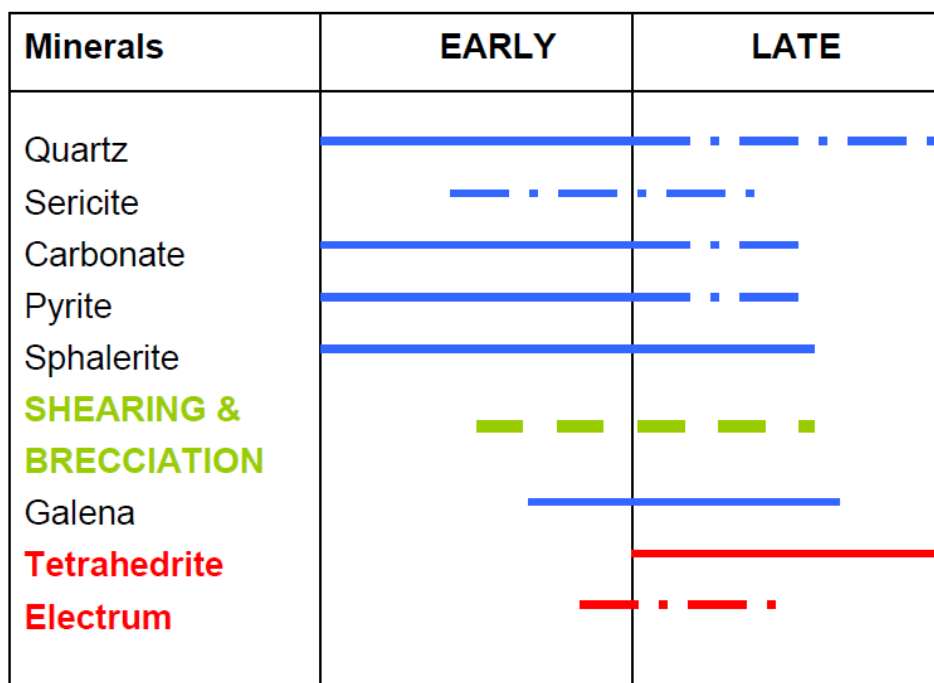 Minerals EARLY LATE
Quartz
Sericite
Carbonate
Pyrite
Sphalerite
SHEARING &
BRECCIATION
Galena
Tetrahedrite
Electrum